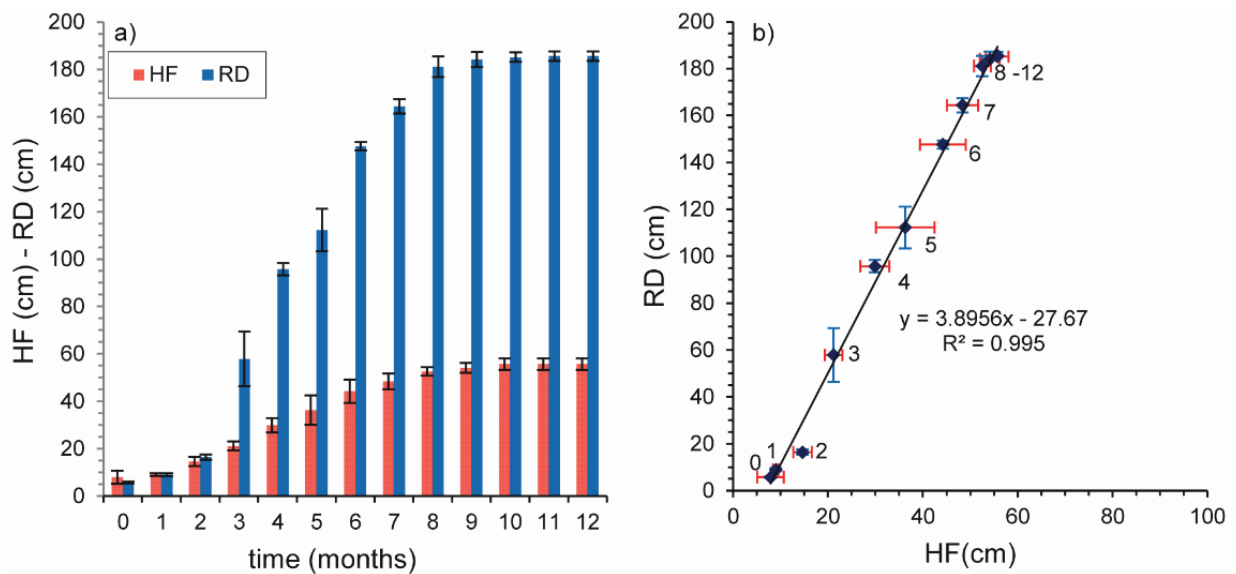 a)
HF RD
HF (cm) - RD (cm)
200
180
160
140
120
100
80
60
40
20
0
0 1 2 3 4 5 6 7 8 9 10 11 12
time (months)
b)
RD (cm)
200
180
160
140
120
100
80
60
40
20
0
8 -12
7
6
5
4
y = 3.8956x - 27.67
R² = 0.995
3
2
1
0
0 20 40 60 80 100
HF(cm)